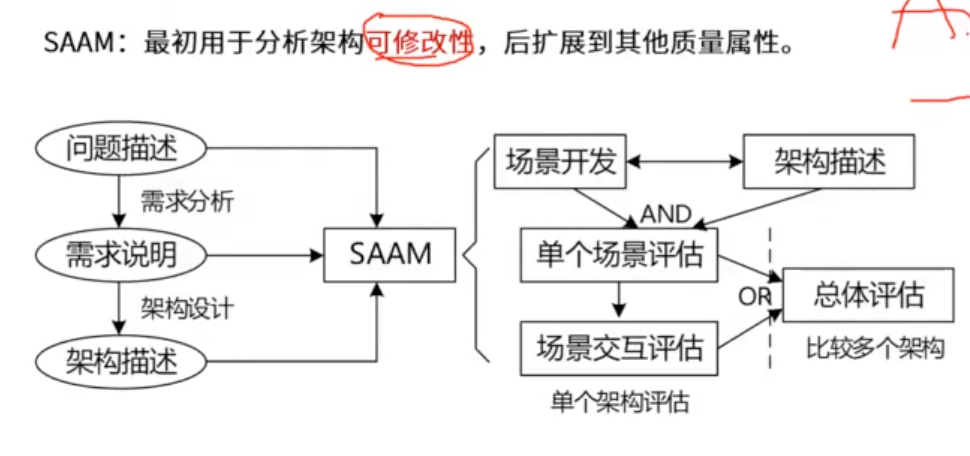 SAAM：最初用于分析架构可修改性，后扩展到其他质量属性。
问题描述
需求分析
需求说明
架构设计
架构描述
SAAM
场景开发
架构描述
AND
单个场景评估
OR
总体评估
场景交互评估
比较多个架构
单个架构评估
A